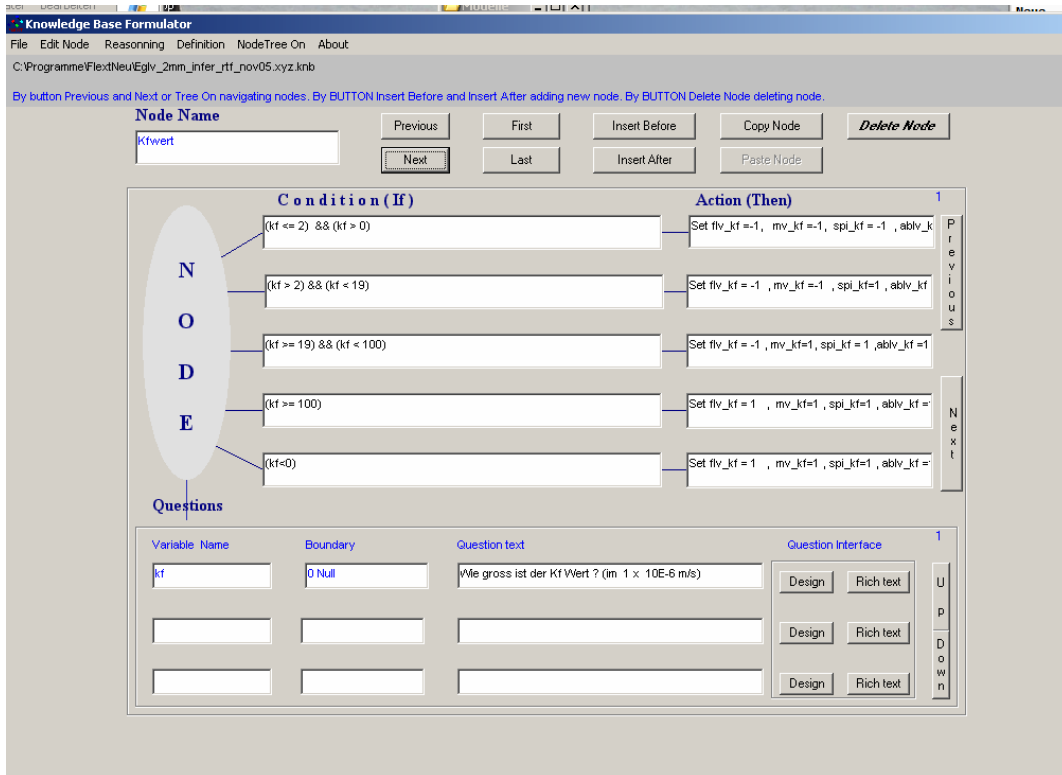 bearbeiten
Modelle
Neue
Knowledge Base Formulator
File Edit Node Reasonning Definition NodeTree On About
C:\Programme\FlextNeu\Eglv_2mm_infer_rtf_nov05.xyz.knb
By button Previous and Next or Tree On navigating nodes. By BUTTON Insert Before and Insert After adding new node. By BUTTON Delete Node deleting node.
Node Name
Kfwert
Previous First Insert Before Copy Node Delete Node
Next Last Insert After Paste Node
Condition ( If ) Action (Then) 1
(kf <= 2) && (kf > 0) Set flv_kf =-1, mv_kf =-1, spi_kf = -1 , ablv_k
(kf > 2) && (kf < 19) Set flv_kf = -1 , mv_kf =-1 , spi_kf=1 , ablv_kf
(kf >= 19) && (kf < 100) Set flv_kf = -1 , mv_kf=1, spi_kf = 1 ,ablv_kf =1
(kf >= 100) Set flv_kf = 1 , mv_kf=1 , spi_kf=1 , ablv_kf =
(kf<0) Set flv_kf = 1 , mv_kf=1 , spi_kf=1 , ablv_kf =
NODE
Previous
Next
Questions
Variable Name Boundary Question text Question Interface 1
kf 0 Null Wie gross ist der Kf Wert ? (im 1 x 10E-6 m/s) Design Rich text
Design Rich text
Design Rich text
Up
Down